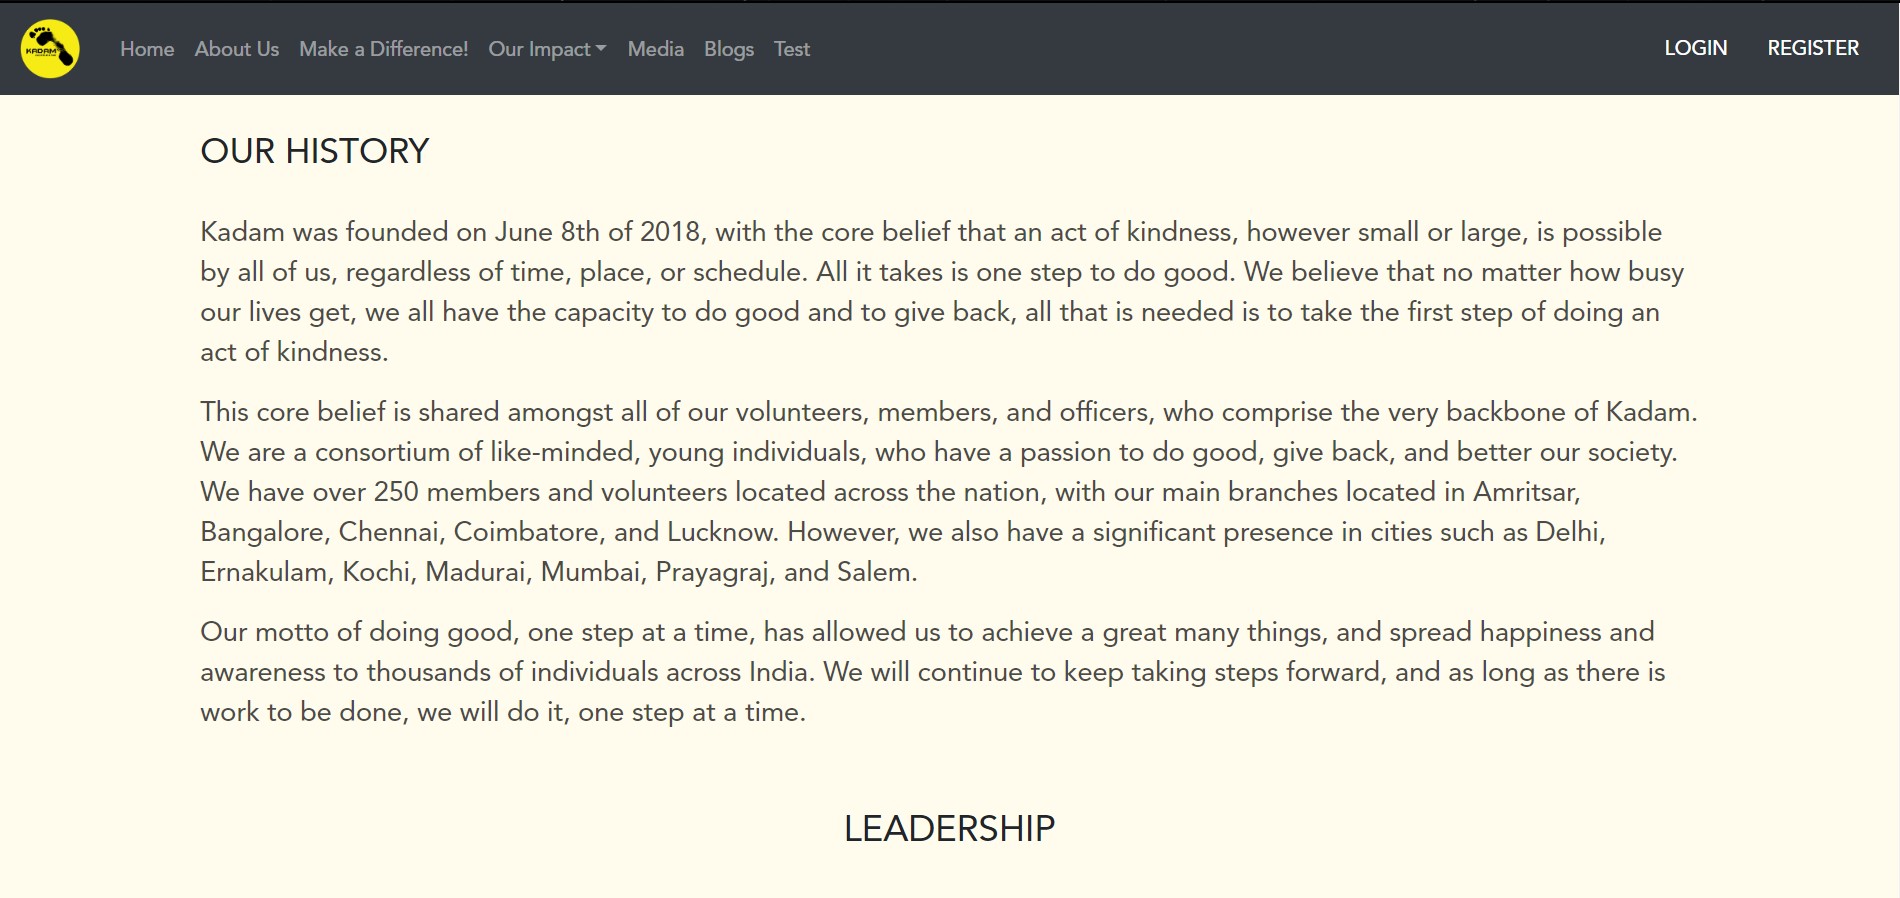 KADAM
Home About Us Make a Difference! Our Impact Media Blogs Test LOGIN REGISTER
OUR HISTORY
Kadam was founded on June 8th of 2018, with the core belief that an act of kindness, however small or large, is possible
by all of us, regardless of time, place, or schedule. All it takes is one step to do good. We believe that no matter how busy
our lives get, we all have the capacity to do good and to give back, all that is needed is to take the first step of doing an
act of kindness.
This core belief is shared amongst all of our volunteers, members, and officers, who comprise the very backbone of Kadam.
We are a consortium of like-minded, young individuals, who have a passion to do good, give back, and better our society.
We have over 250 members and volunteers located across the nation, with our main branches located in Amritsar,
Bangalore, Chennai, Coimbatore, and Lucknow. However, we also have a significant presence in cities such as Delhi,
Ernakulam, Kochi, Madurai, Mumbai, Prayagraj, and Salem.
Our motto of doing good, one step at a time, has allowed us to achieve a great many things, and spread happiness and
awareness to thousands of individuals across India. We will continue to keep taking steps forward, and as long as there is
work to be done, we will do it, one step at a time.
LEADERSHIP